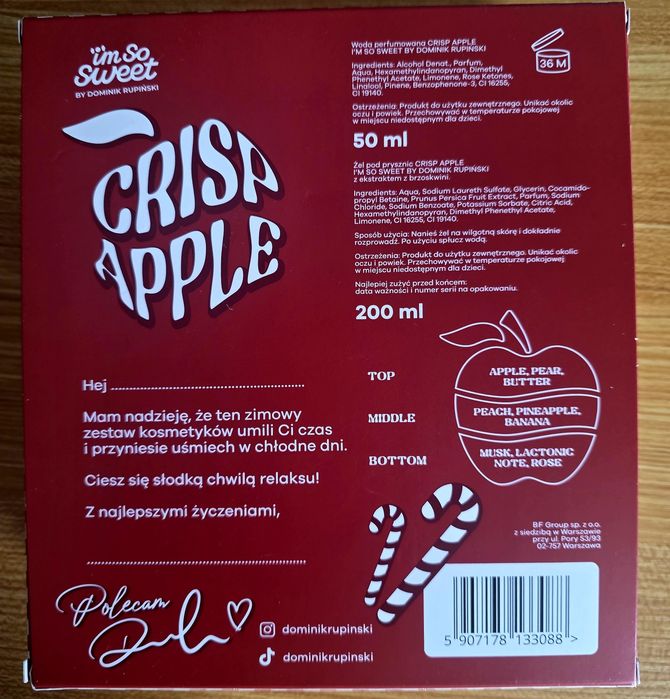 i'm So
Sweet
BY DOMINIK RUPIŃSKI
CRISP
APPLE
Woda perfumowana CRISP APPLE
I'M SO SWEET BY DOMINIK RUPIŃSKI
Ingredients: Alcohol Denat., Parfum,
Aqua, Hexamethylindanopyran, Dimethyl
Phenethyl Acetate, Limonene, Rose Ketones,
Linalool, Pinene, Benzophenone-3, CI 16255,
CI 19140.
Ostrzeżenia: Produkt do użytku zewnętrznego. Unikać okolic
oczu i powiek. Przechowywać w temperaturze pokojowej
w miejscu niedostępnym dla dzieci.
36 M
50 ml
Żel pod prysznic CRISP APPLE
I'M SO SWEET BY DOMINIK RUPIŃSKI
z ekstraktem z brzoskwini.
Ingredients: Aqua, Sodium Laureth Sulfate, Glycerin, Cocamido-
propyl Betaine, Prunus Persica Fruit Extract, Parfum, Sodium
Chloride, Sodium Benzoate, Potassium Sorbate, Citric Acid,
Hexamethylindanopyran, Dimethyl Phenethyl Acetate,
Limonene, CI 16255, CI 19140.
Sposób użycia: Nanieś żel na wilgotną skórę i dokładnie
rozprowadź. Po użyciu spłucz wodą.
Ostrzeżenia: Produkt do użytku zewnętrznego. Unikać okolic
oczu i powiek. Przechowywać w temperaturze pokojowej
w miejscu niedostępnym dla dzieci.
Najlepiej zużyć przed końcem:
data ważności i numer serii na opakowaniu.
200 ml
TOP
APPLE, PEAR,
BUTTER
MIDDLE
PEACH, PINEAPPLE,
BANANA
BOTTOM
MUSK, LACTONIC
NOTE, ROSE
Hej ................................................
Mam nadzieję, że ten zimowy
zestaw kosmetyków umili Ci czas
i przyniesie uśmiech w chłodne dni.
Ciesz się słodką chwilą relaksu!
Z najlepszymi życzeniami,
......................................................
Polecam
dominikrupinski
dominikrupinski
BF Group sp. z o.o.
z siedzibą w Warszawie
przy ul. Pory 53/93
02-757 Warszawa
5 907178 133088 >